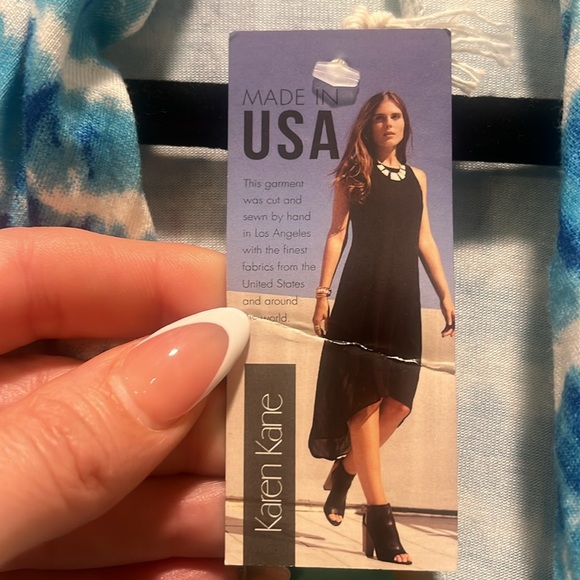 MADE IN
USA
This garment
was cut and
sewn by hand
in Los Angeles
with the finest
fabrics from the
United States
and around
world.
Karen Kane